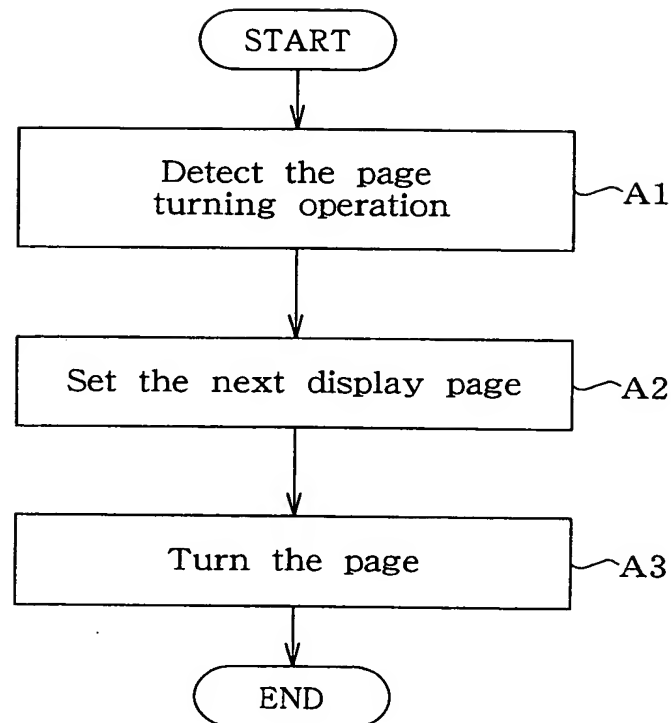 START
Detect the page
turning operation
A1
Set the next display page
A2
Turn the page
A3
END